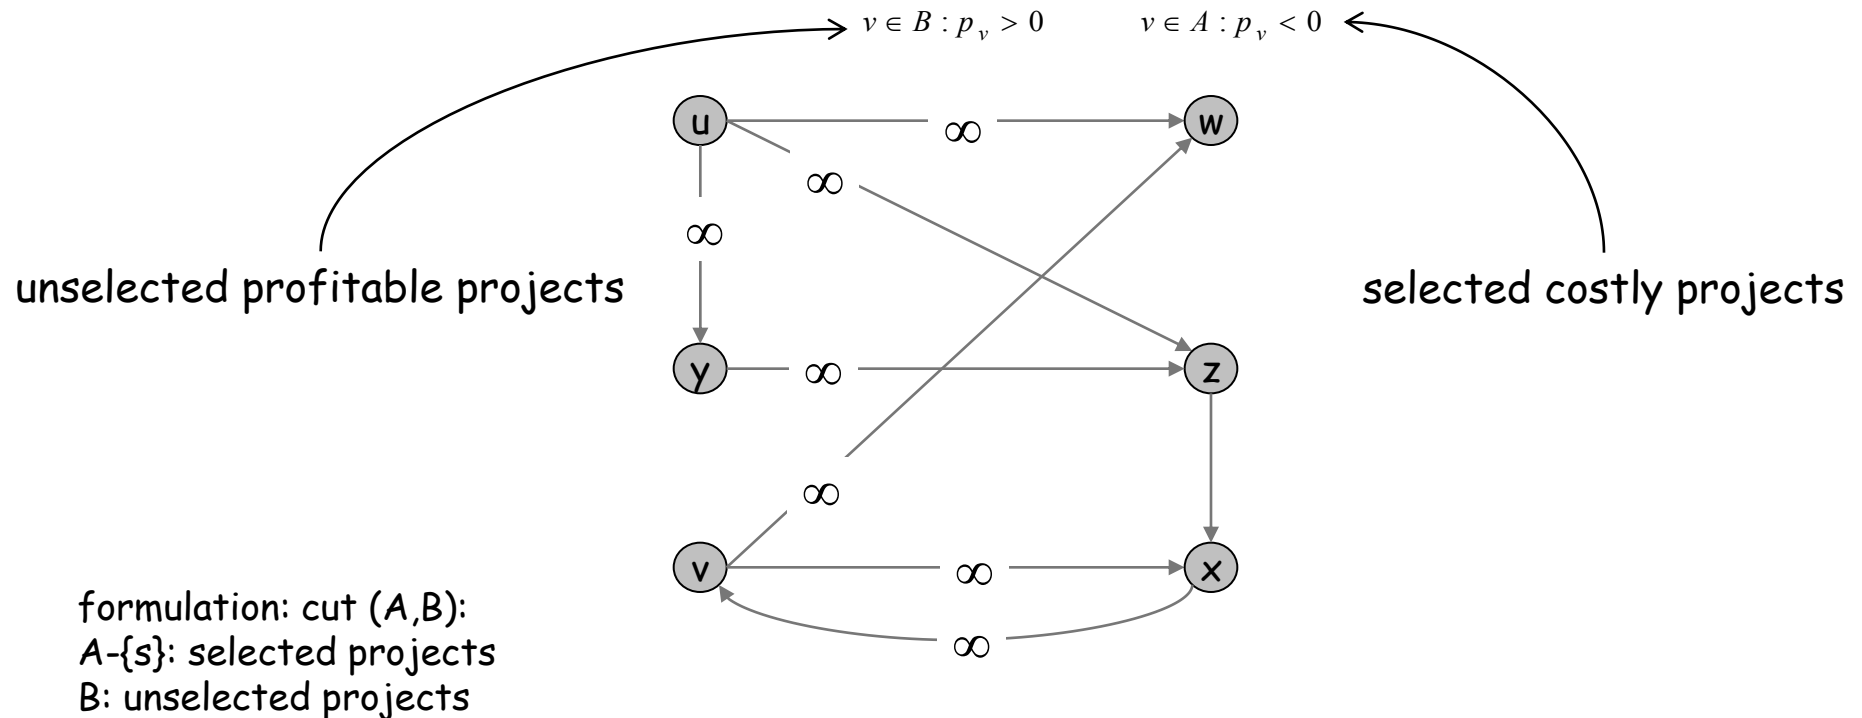 v ∈ B : p_v > 0 v ∈ A : p_v < 0
u ∞ w
∞
∞
unselected profitable projects selected costly projects
y ∞ z
∞
v ∞ x
formulation: cut (A,B):
∞
A-{s}: selected projects
B: unselected projects